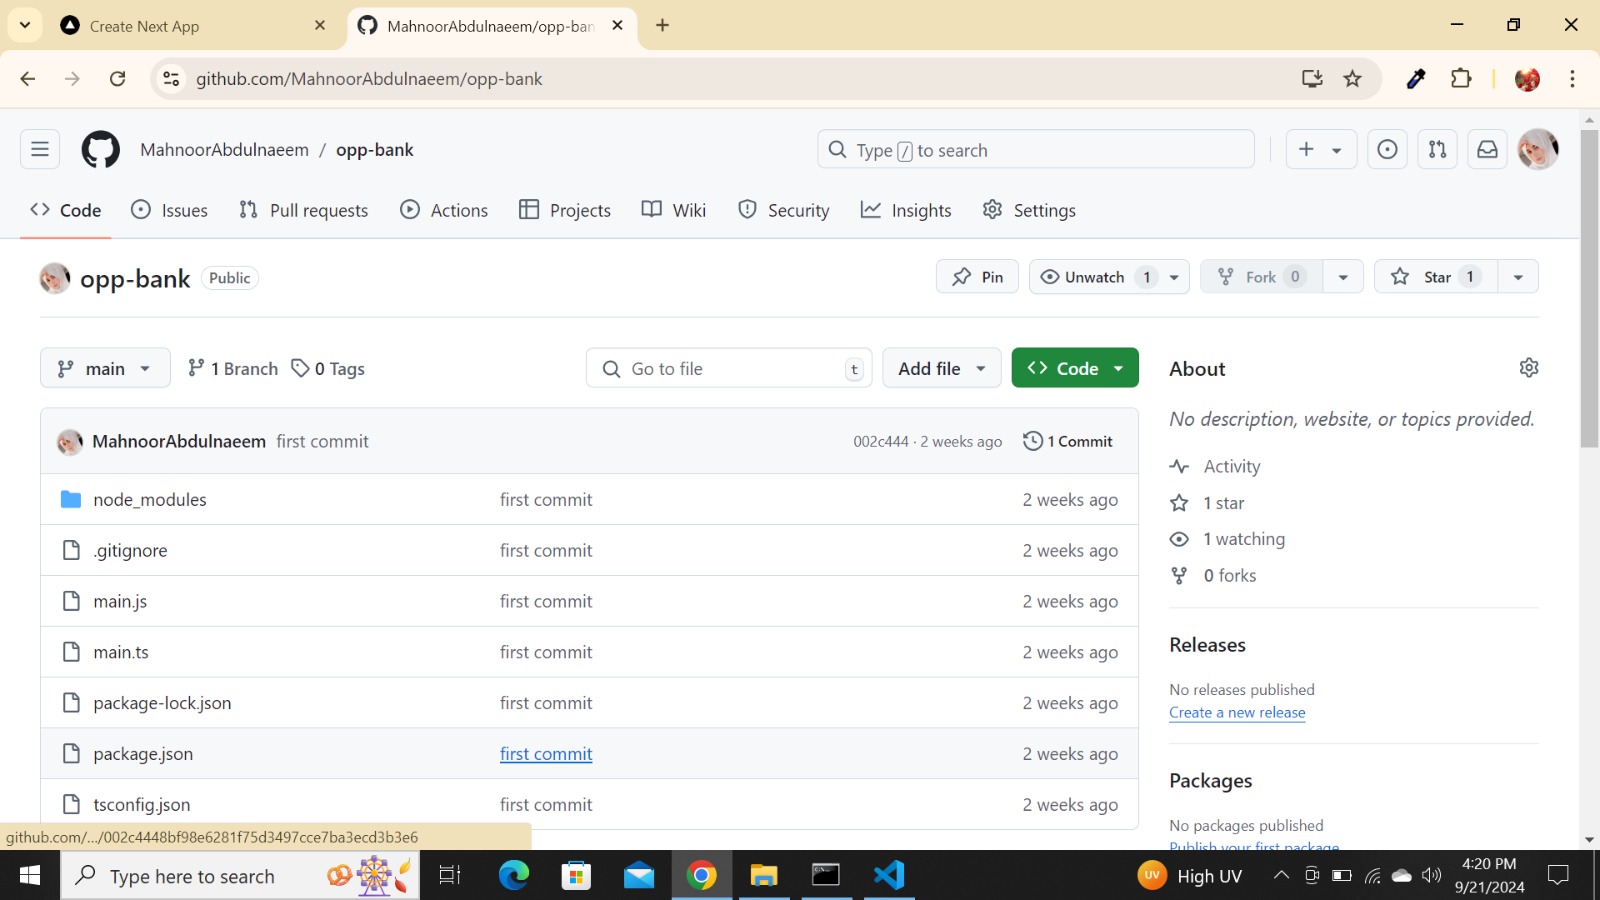 Create Next App
MahnoorAbdulnaeem/opp-ban
github.com/MahnoorAbdulnaeem/opp-bank
MahnoorAbdulnaeem / opp-bank
Type / to search
Code Issues Pull requests Actions Projects Wiki Security Insights Settings
opp-bank Public
Pin Unwatch 1 Fork 0 Star 1
main 1 Branch 0 Tags Go to file t Add file Code
About
No description, website, or topics provided.
MahnoorAbdulnaeem first commit 002c444 · 2 weeks ago 1 Commit
Activity
node_modules first commit 2 weeks ago
1 star
.gitignore first commit 2 weeks ago
1 watching
0 forks
main.js first commit 2 weeks ago
main.ts first commit 2 weeks ago
Releases
No releases published
Create a new release
package-lock.json first commit 2 weeks ago
package.json first commit 2 weeks ago
Packages
tsconfig.json first commit 2 weeks ago
No packages published
Publish your first package
github.com/.../002c4448bf98e6281f75d3497cce7ba3ecd3b3e6
Type here to search
UV High UV
4:20 PM
9/21/2024